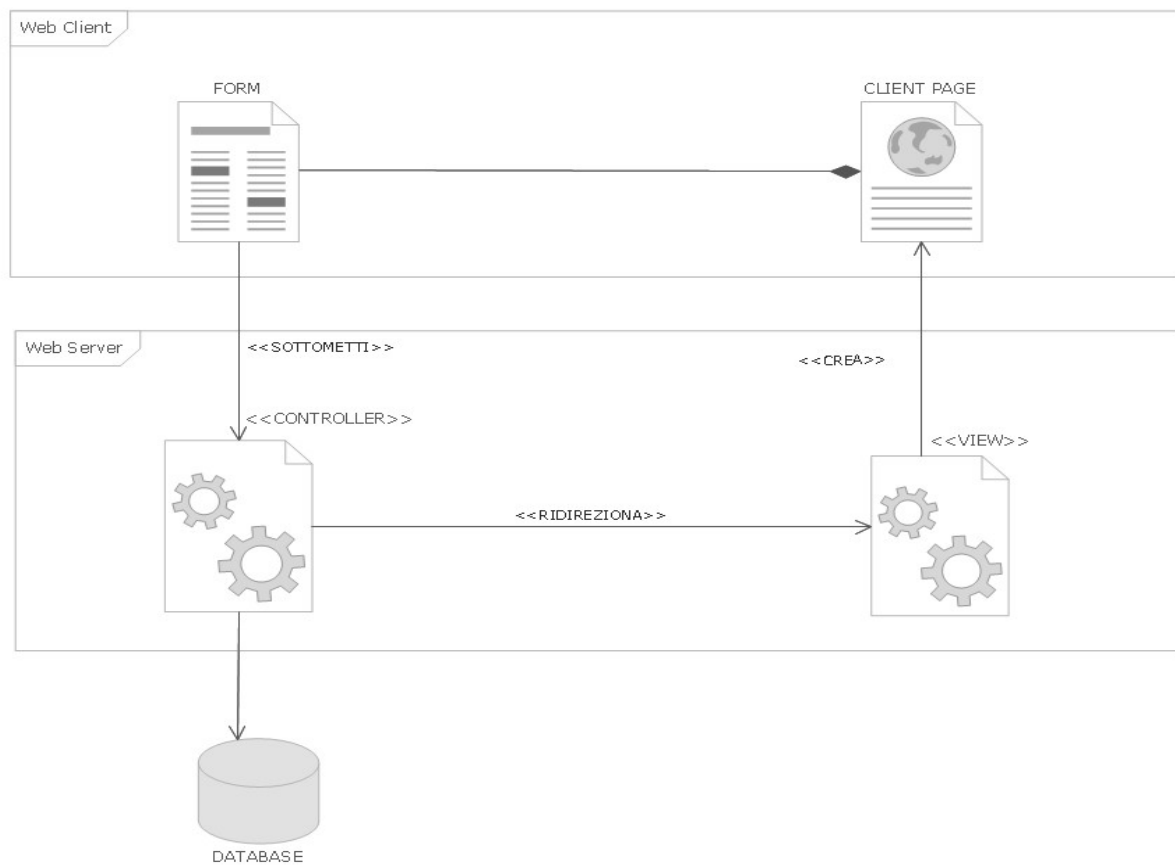 Web Client
FORM
CLIENT PAGE
Web Server
<<SOTTOMETTI>>
<<CREA>>
<<CONTROLLER>>
<<VIEW>>
<<RIDIREZIONA>>
DATABASE